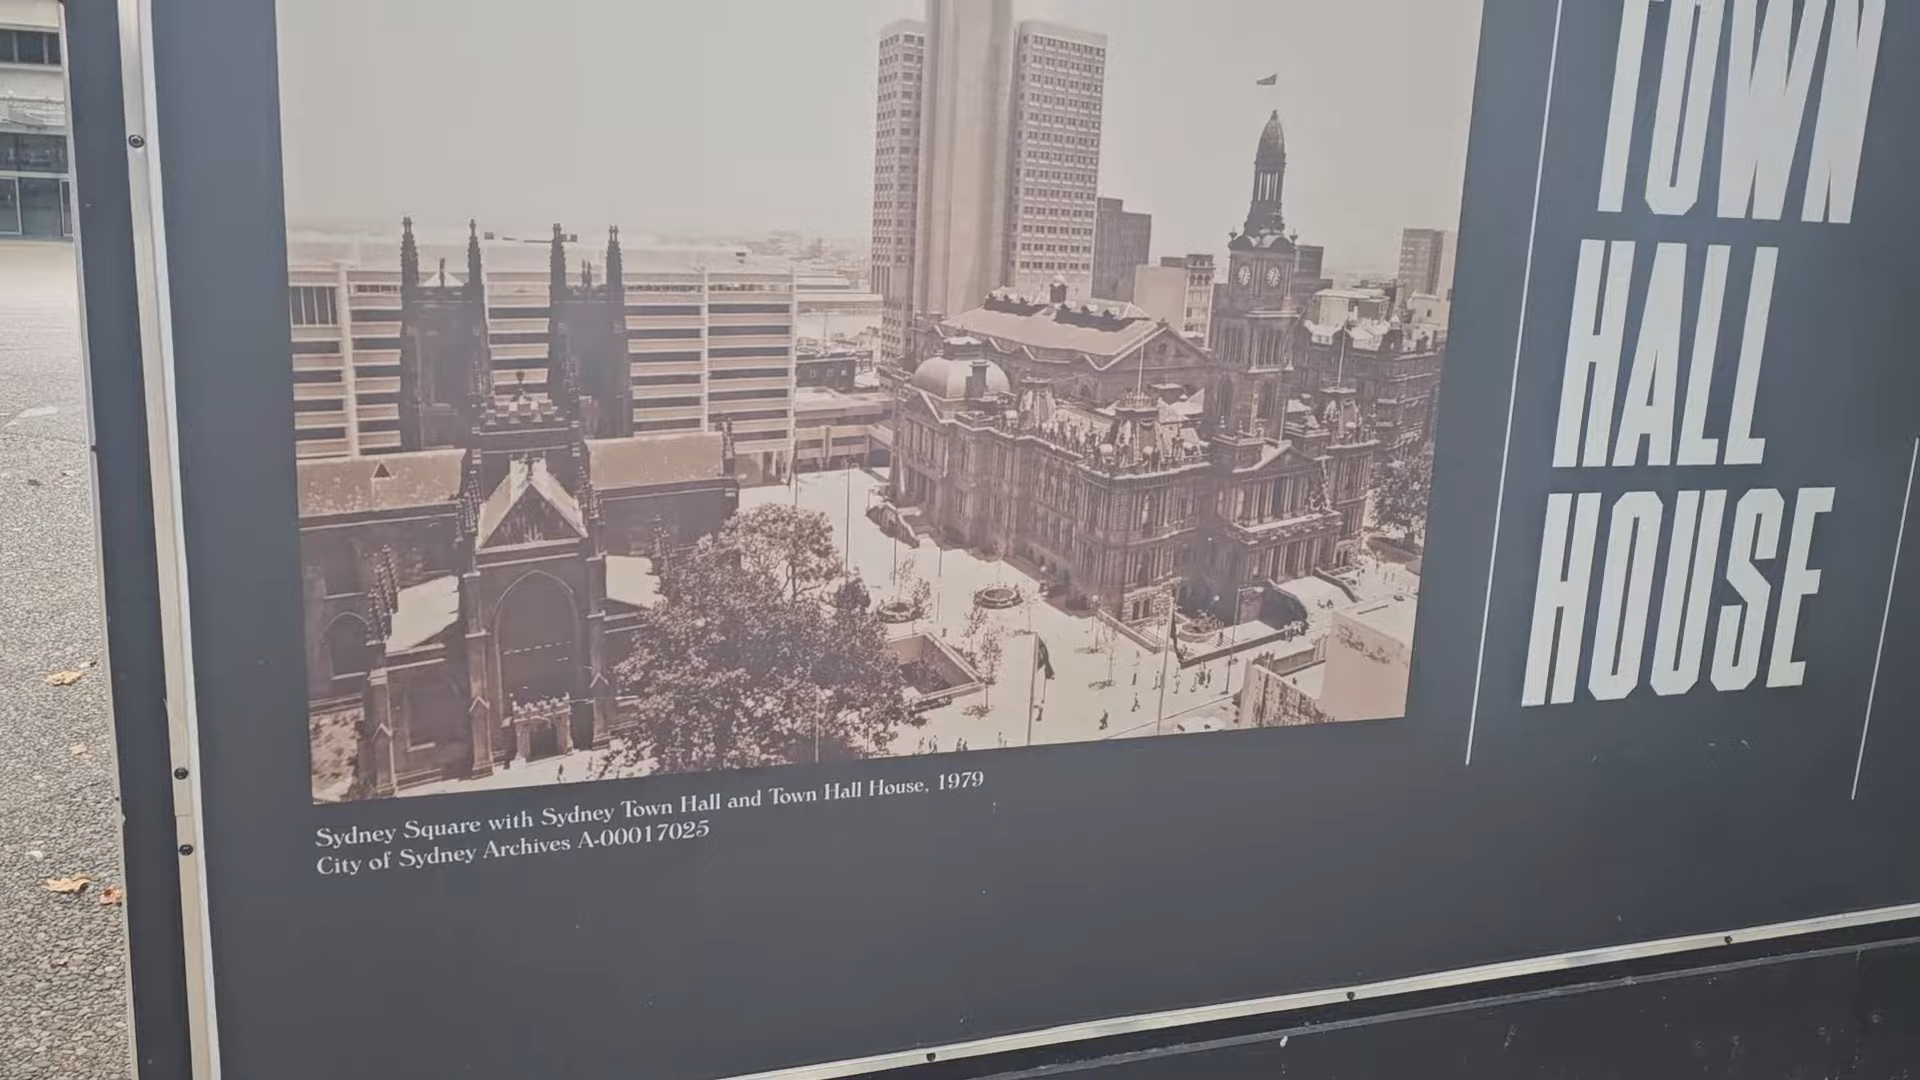 Sydney Square with Sydney Town Hall and Town Hall House, 1979
City of Sydney Archives A-00017025
TOWN
HALL
HOUSE